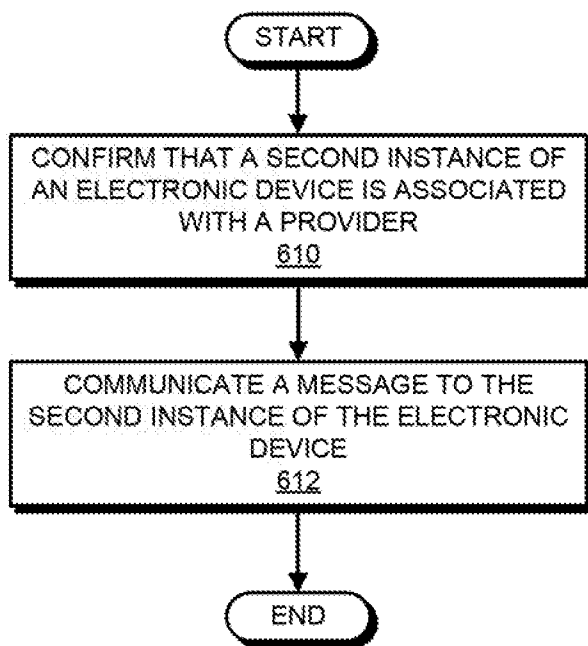 START
CONFIRM THAT A SECOND INSTANCE OF
AN ELECTRONIC DEVICE IS ASSOCIATED
WITH A PROVIDER
610
COMMUNICATE A MESSAGE TO THE
SECOND INSTANCE OF THE ELECTRONIC
DEVICE
612
END